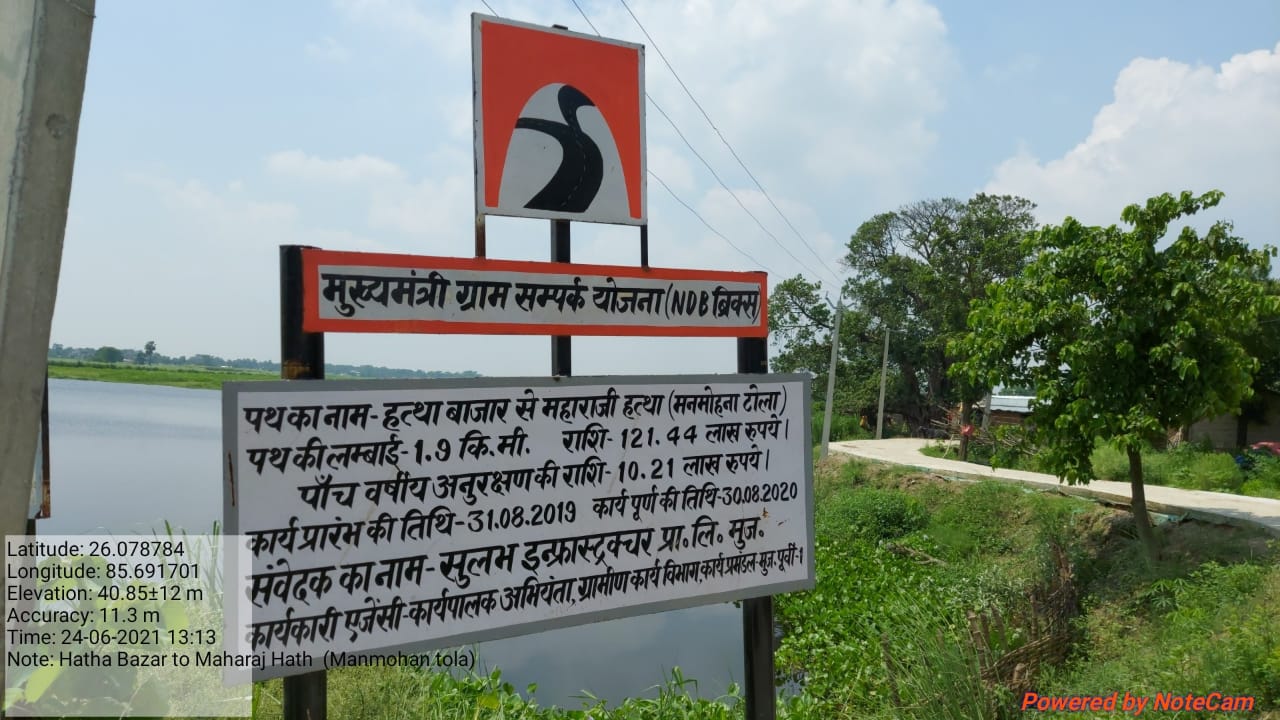 मुख्यमंत्री ग्राम सम्पर्क योजना (NDB ब्रिक्स)
पथ का नाम - हत्था बाजार से महाराजी हत्था (मनमोहना टोला)
पथ की लम्बाई - 1.9 कि.मी. राशि - 121.44 लाख रुपये।
पाँच वर्षीय अनुरक्षण की राशि - 10.21 लाख रुपये।
कार्य प्रारंभ की तिथि - 31.08.2019 कार्य पूर्ण की तिथि - 30.08.2020
संवेदक का नाम - सुलभ इन्फ्रास्ट्रक्चर प्रा. लि. मुज.
कार्यकारी एजेंसी - कार्यपालक अभियंता, ग्रामीण कार्य विभाग, कार्य प्रमंडल - मुज. पूर्वी - 1
Latitude: 26.078784
Longitude: 85.691701
Elevation: 40.85±12 m
Accuracy: 11.3 m
Time: 24-06-2021 13:13
Note: Hatha Bazar to Maharaj Hath (Manmohan tola)
Powered by NoteCam